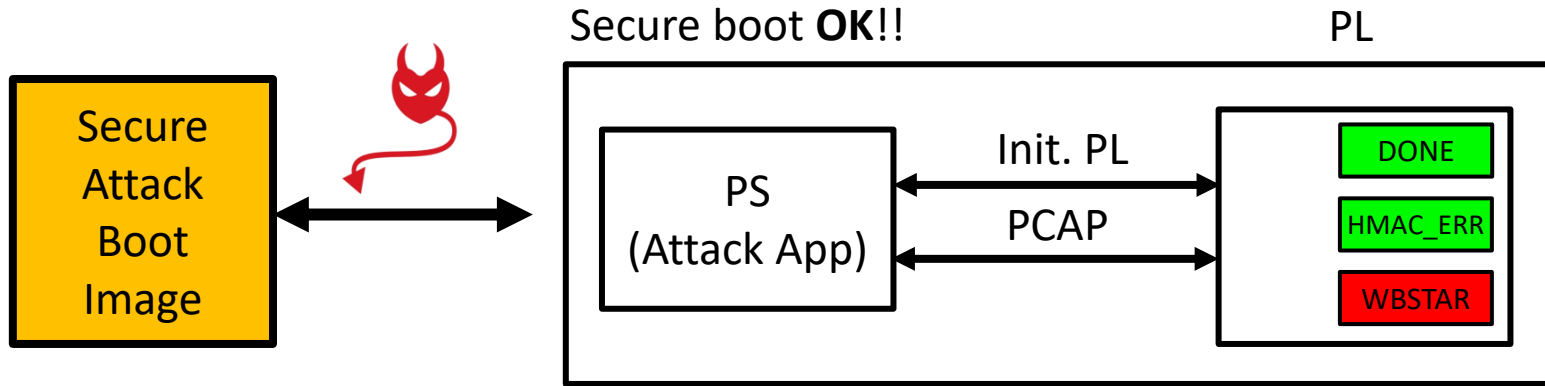 Secure boot OK!!
PL
Secure
Attack
Boot
Image
PS
(Attack App)
Init. PL
PCAP
DONE
HMAC_ERR
WBSTAR